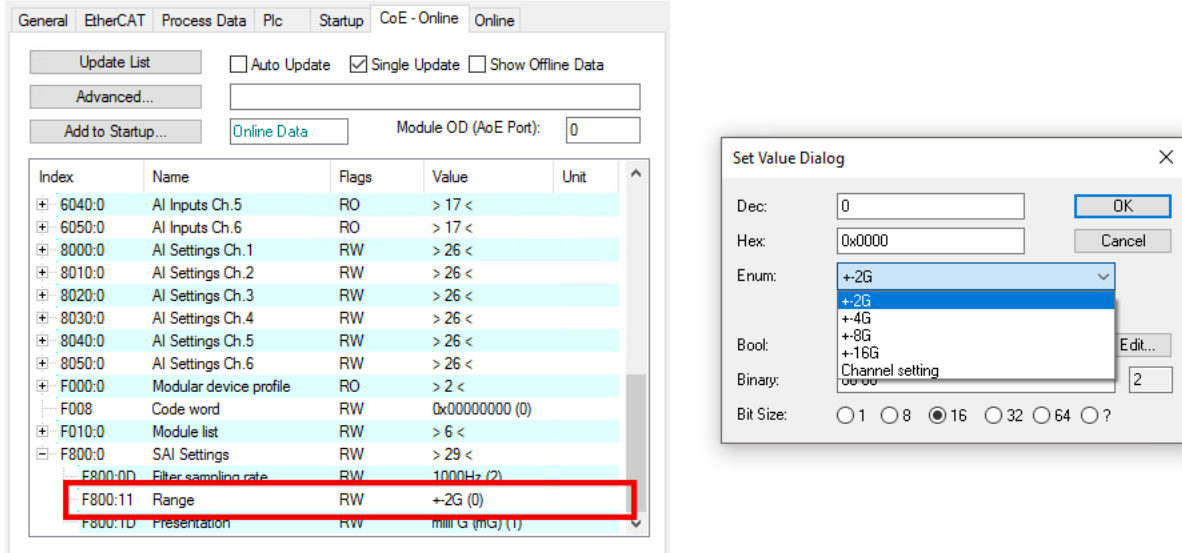 General EtherCAT Process Data Plc Startup CoE - Online Online
Update List Auto Update Single Update Show Offline Data
Advanced...
Add to Startup... Online Data Module OD (AoE Port): 0
Index Name Flags Value Unit
6040:0 AI Inputs Ch.5 RO > 17 <
6050:0 AI Inputs Ch.6 RO > 17 <
8000:0 AI Settings Ch.1 RW > 26 <
8010:0 AI Settings Ch.2 RW > 26 <
8020:0 AI Settings Ch.3 RW > 26 <
8030:0 AI Settings Ch.4 RW > 26 <
8040:0 AI Settings Ch.5 RW > 26 <
8050:0 AI Settings Ch.6 RW > 26 <
F000:0 Modular device profile RO > 2 <
F008 Code word RW 0x00000000 (0)
F010:0 Module list RW > 6 <
F800:0 SAI Settings RW > 29 <
F800:0D Filter sampling rate RW 1000Hz (2)
F800:11 Range RW +-2G (0)
F800:1D Presentation RW milli G (mG) (1)
Set Value Dialog
Dec: 0 OK
Hex: 0x0000 Cancel
Enum: +-2G
+-2G
+-4G
+-8G
+-16G
Channel setting
Bool: Edit...
Binary: 00 00 2
Bit Size: 1 8 16 32 64 ?